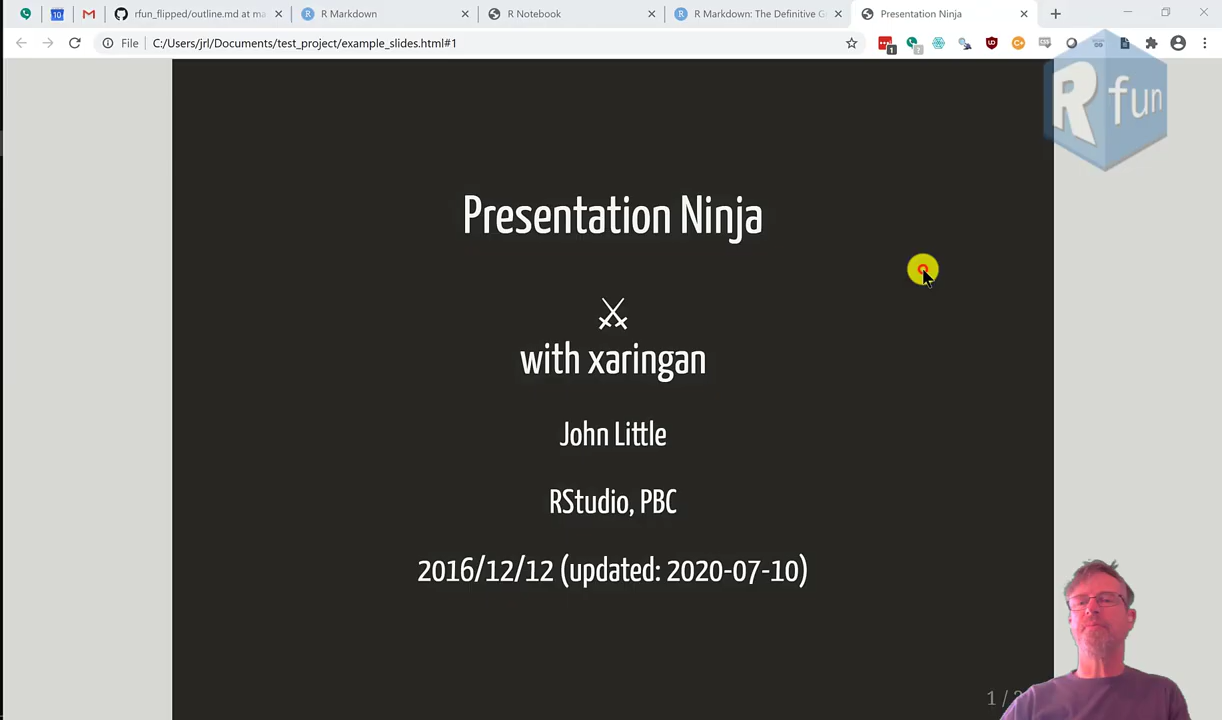 rfun_flipped/outline.md at ma
R Markdown
R Notebook
R Markdown: The Definitive G
Presentation Ninja
File
C:/Users/jrl/Documents/test_project/example_slides.html#1
R fun
Presentation Ninja
with xaringan
John Little
RStudio, PBC
2016/12/12 (updated: 2020-07-10)
1 /